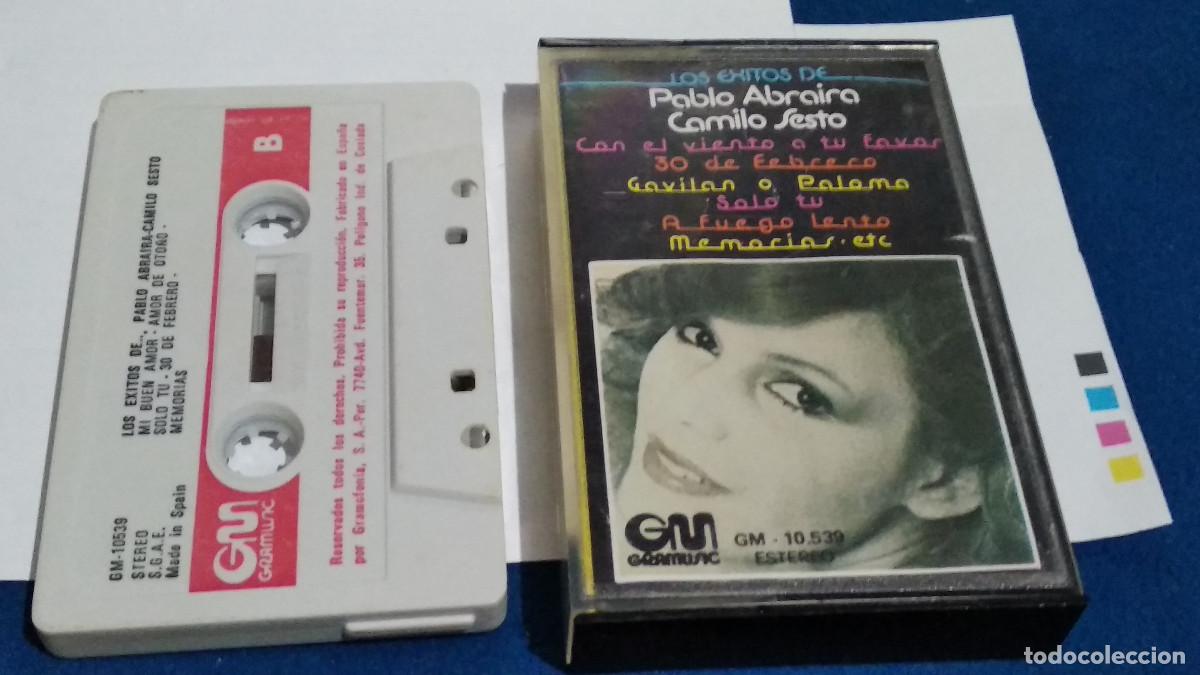 LOS EXITOS DE..., PABLO ABRAIRA-CAMILO SESTO
MI BUEN AMOR - AMOR DE OTOÑO -
SOLO TU - 30 DE FEBRERO -
MEMORIAS
GM-10539
STEREO
S.G.A.E.
Made in Spain
B
GM
GRAMUSIC
Reservados todos los derechos. Prohibida su reproducción. Fabricado en España
por Gramofonía, S. A.-Per. 7740-Avd. Fuentemar. 35. Polígono Ind. de Coslada
LOS EXITOS DE...
Pablo Abraira
Camilo Sesto
Con el viento a tu favor
30 de Febrero
Gavilan o Paloma
Solo tu
A fuego lento
Memorias - etc
GM
GRAMUSIC
GM - 10.539
ESTEREO
todocoleccion